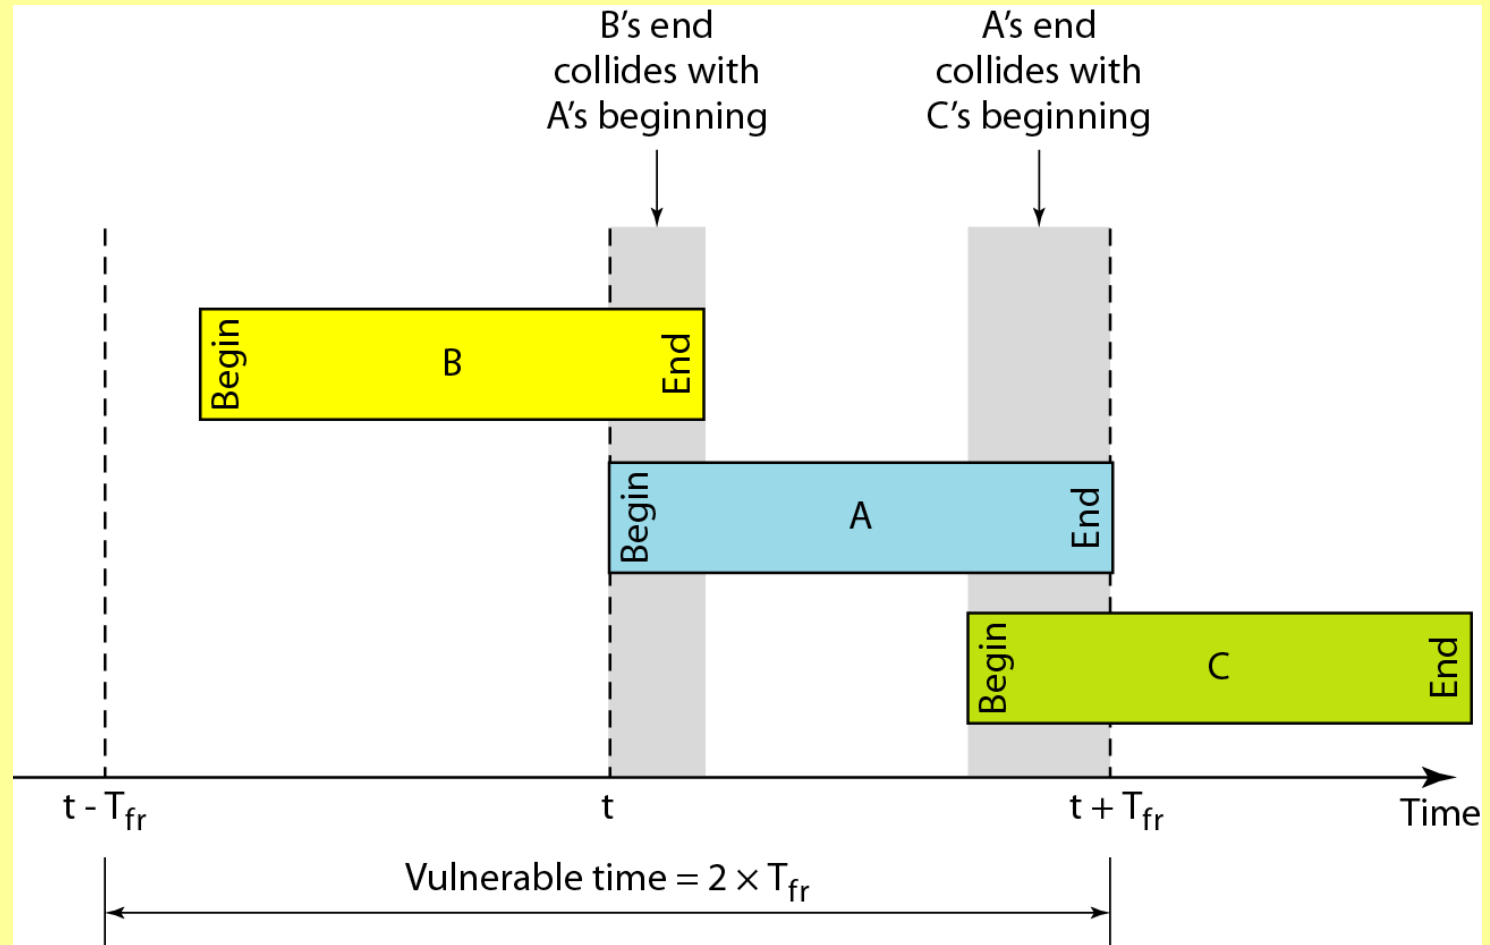 B’s end
collides with
A’s beginning
A’s end
collides with
C’s beginning
Begin
B
End
Begin
A
End
Begin
C
End
t - Tfr
t
t + Tfr
Time
Vulnerable time = 2 × Tfr